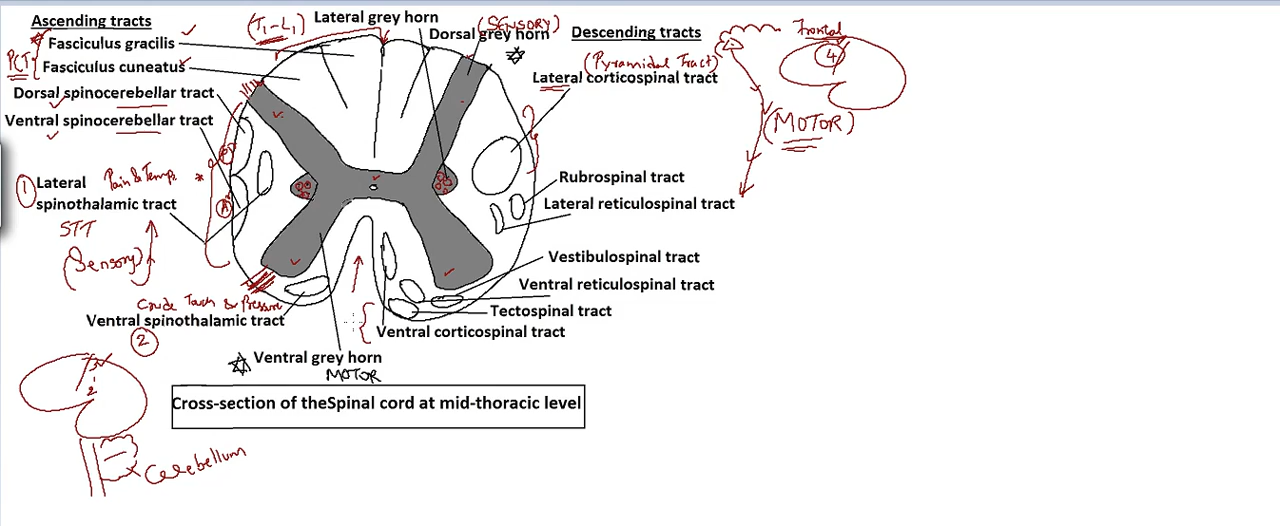 Ascending tracts
(T₁-L₁)
Lateral grey horn
(SENSORY)
Dorsal grey horn
Descending tracts
Frontal
4
Fasciculus gracilis
PCT
Fasciculus cuneatus
(Pyramidal Tract)
Lateral corticospinal tract
Dorsal spinocerebellar tract
Ventral spinocerebellar tract
(MOTOR)
1 Lateral Pain & Temp.
spinothalamic tract
STT
(Sensory)
Rubrospinal tract
Lateral reticulospinal tract
Vestibulospinal tract
Ventral reticulospinal tract
Tectospinal tract
Ventral corticospinal tract
Crude Touch & Pressure
Ventral spinothalamic tract
2
Ventral grey horn
MOTOR
Cross-section of theSpinal cord at mid-thoracic level
Cerebellum